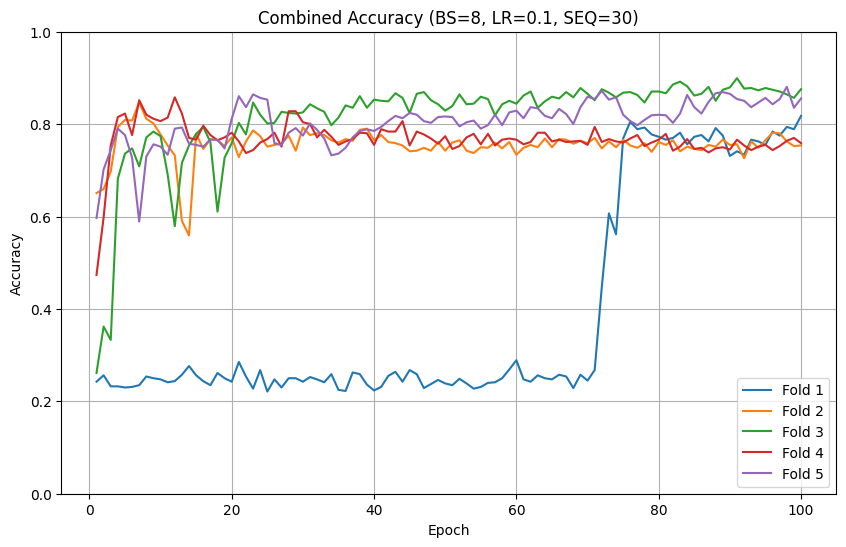 Combined Accuracy (BS=8, LR=0.1, SEQ=30)
1.0
0.8
0.6
0.4
0.2
0.0
Accuracy
0
20
40
60
80
100
Epoch
Fold 1
Fold 2
Fold 3
Fold 4
Fold 5